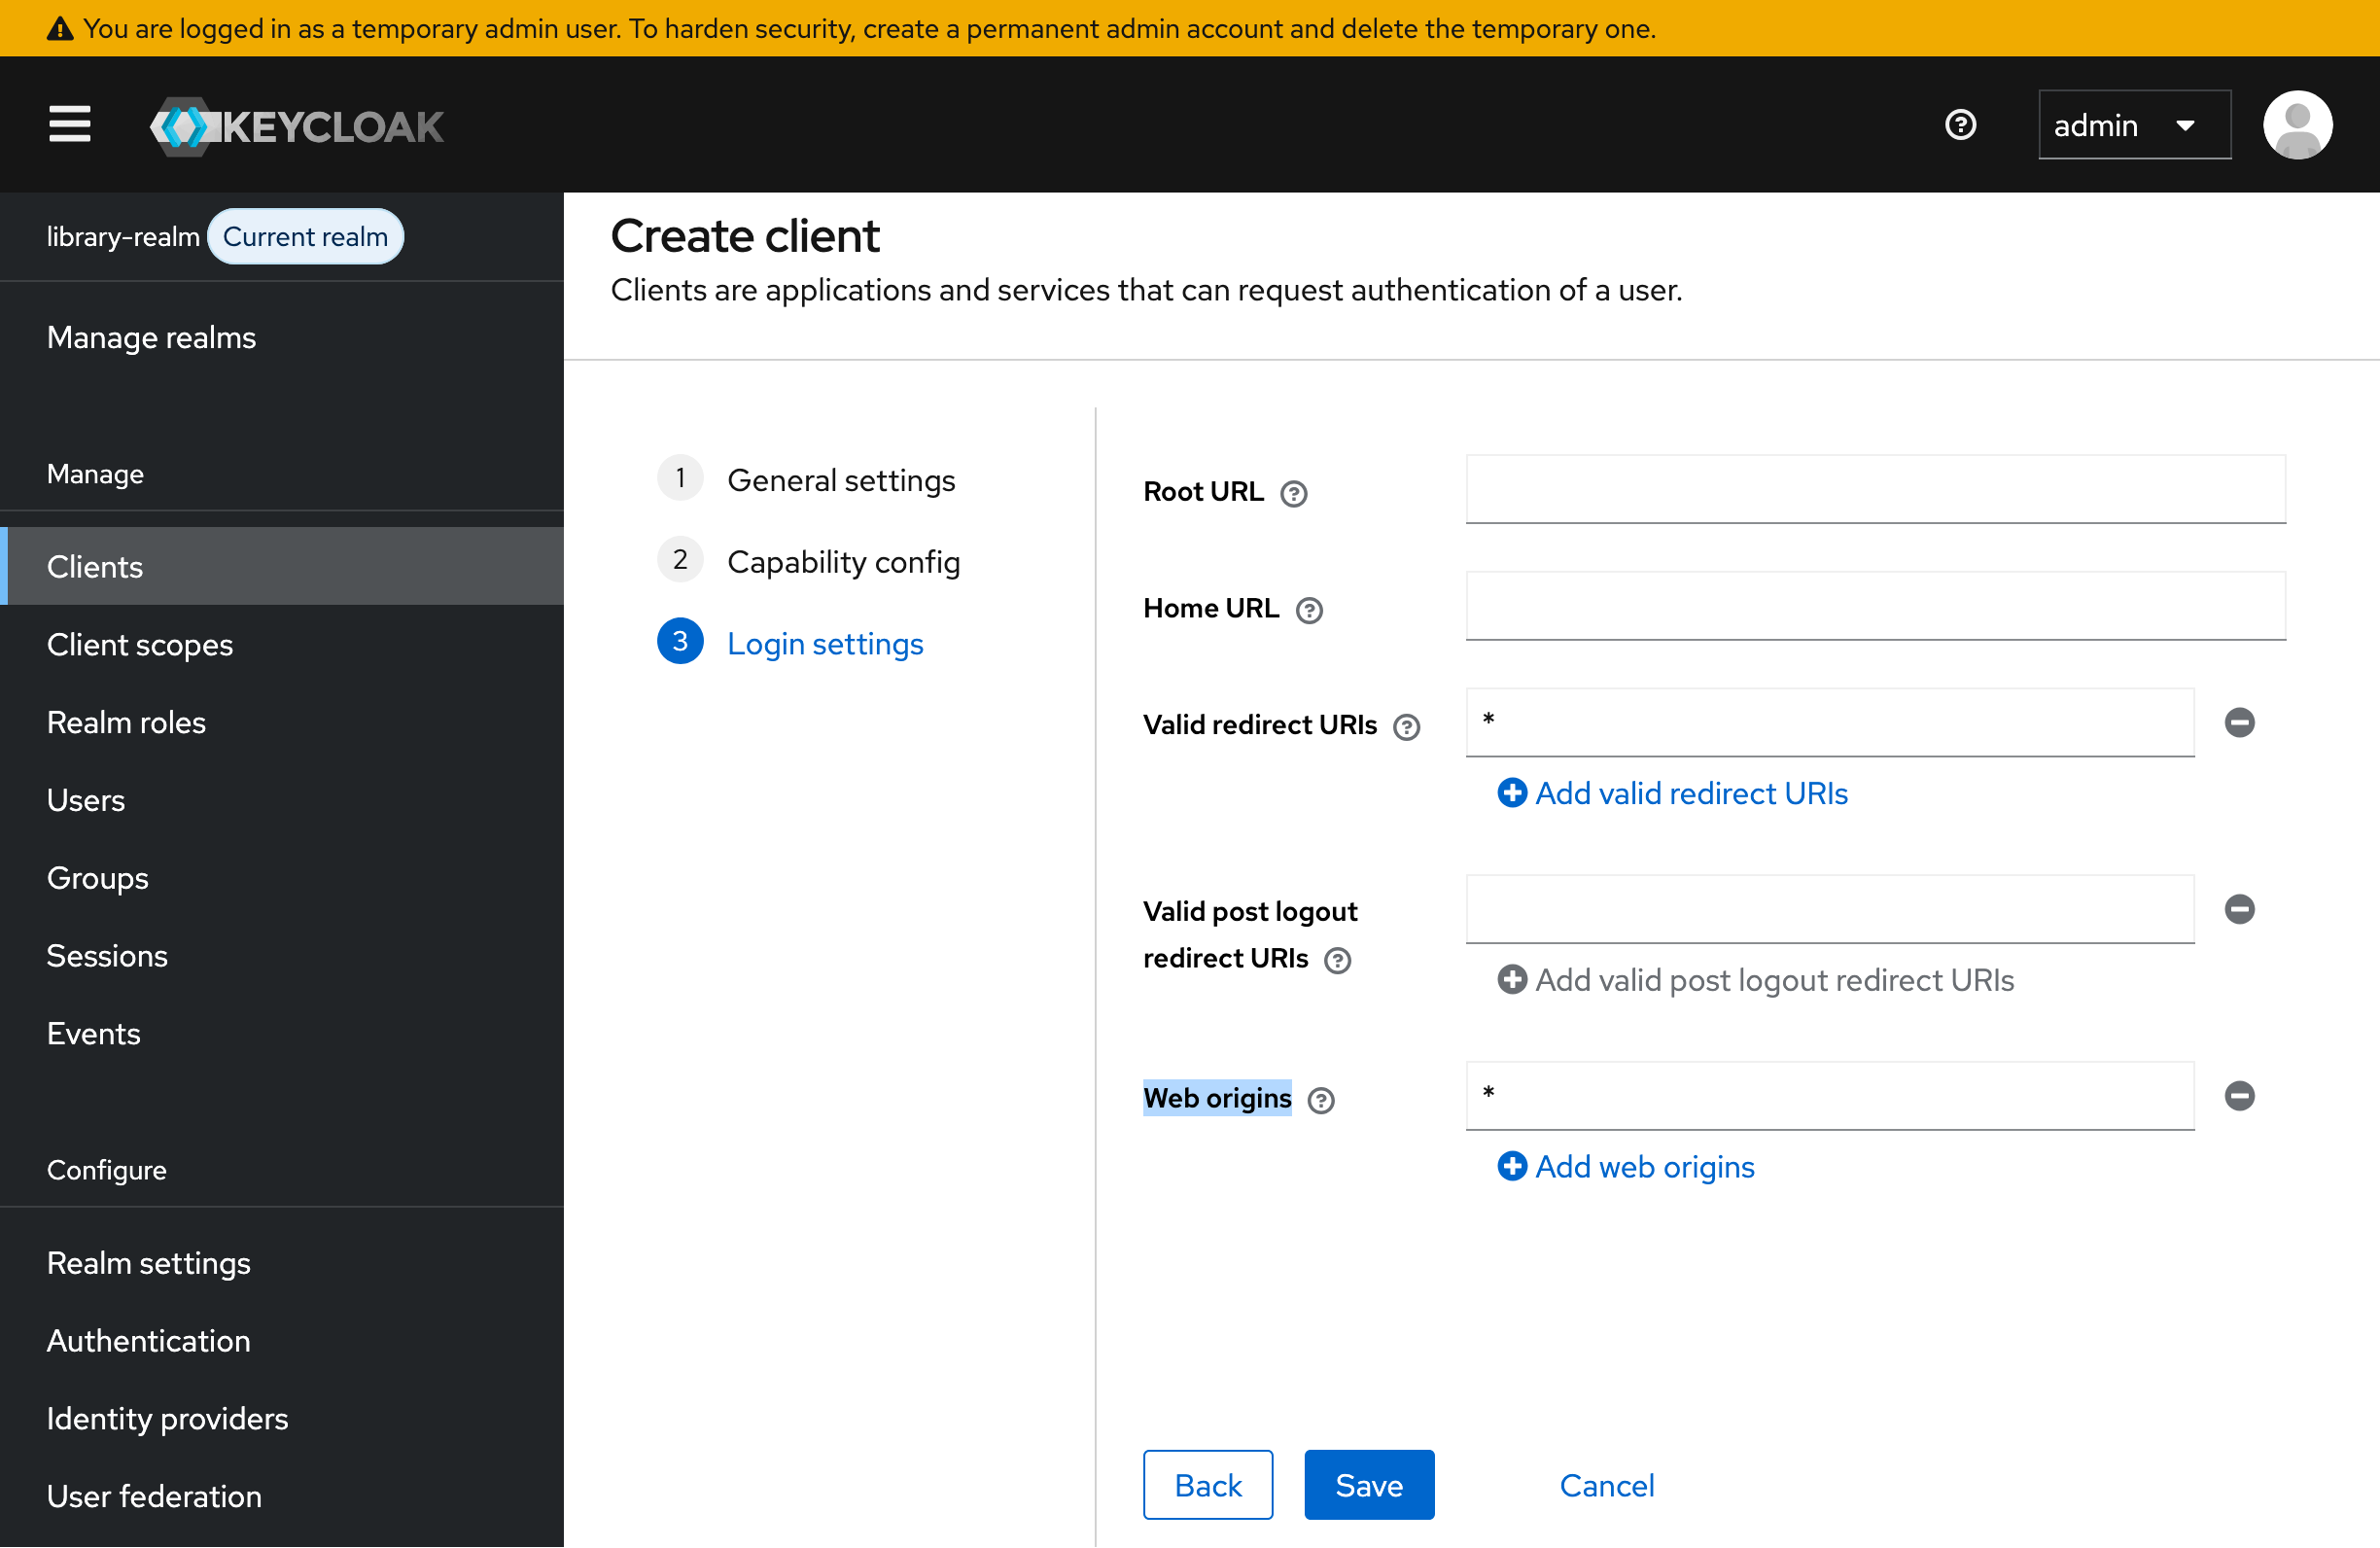 You are logged in as a temporary admin user. To harden security, create a permanent admin account and delete the temporary one.
KEYCLOAK
admin
library-realm Current realm
Manage realms
Manage
Clients
Client scopes
Realm roles
Users
Groups
Sessions
Events
Configure
Realm settings
Authentication
Identity providers
User federation
Create client
Clients are applications and services that can request authentication of a user.
1 General settings
2 Capability config
3 Login settings
Root URL
Home URL
Valid redirect URIs
*
Add valid redirect URIs
Valid post logout
redirect URIs
Add valid post logout redirect URIs
Web origins
*
Add web origins
Back
Save
Cancel